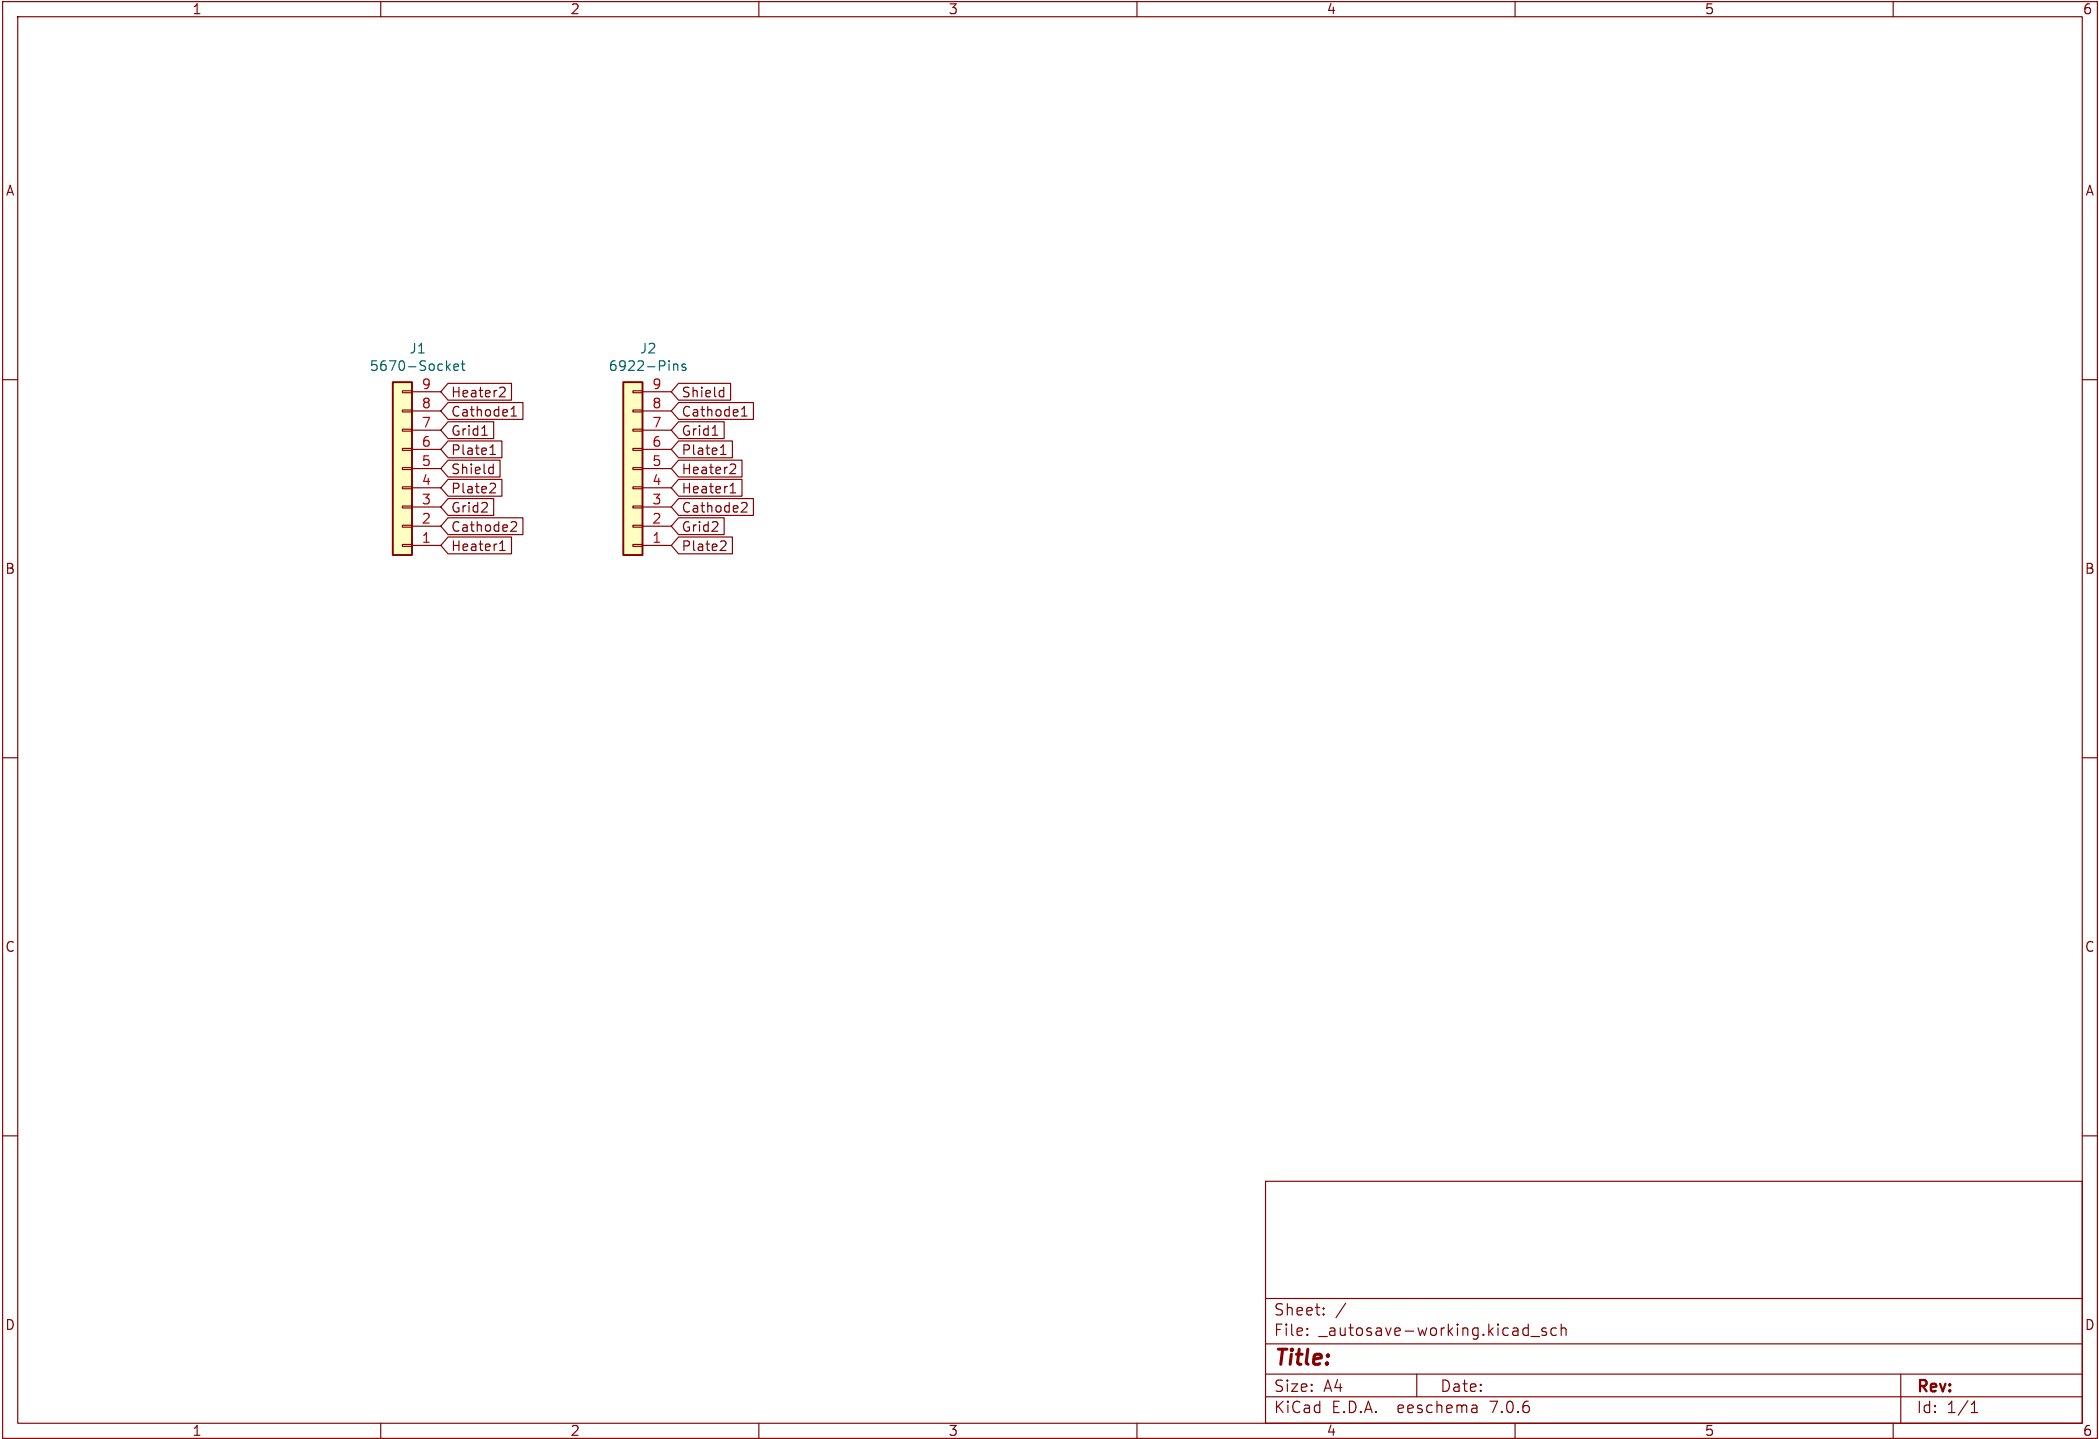 1 2 3 4 5 6
A A
J1
5670-Socket
9 Heater2
8 Cathode1
7 Grid1
6 Plate1
5 Shield
4 Plate2
3 Grid2
2 Cathode2
1 Heater1
J2
6922-Pins
9 Shield
8 Cathode1
7 Grid1
6 Plate1
5 Heater2
4 Heater1
3 Cathode2
2 Grid2
1 Plate2
B B
C C
D D
Sheet: /
File: _autosave-working.kicad_sch
Title:
Size: A4 Date: Rev:
KiCad E.D.A. eeschema 7.0.6 Id: 1/1
1 2 3 4 5 6